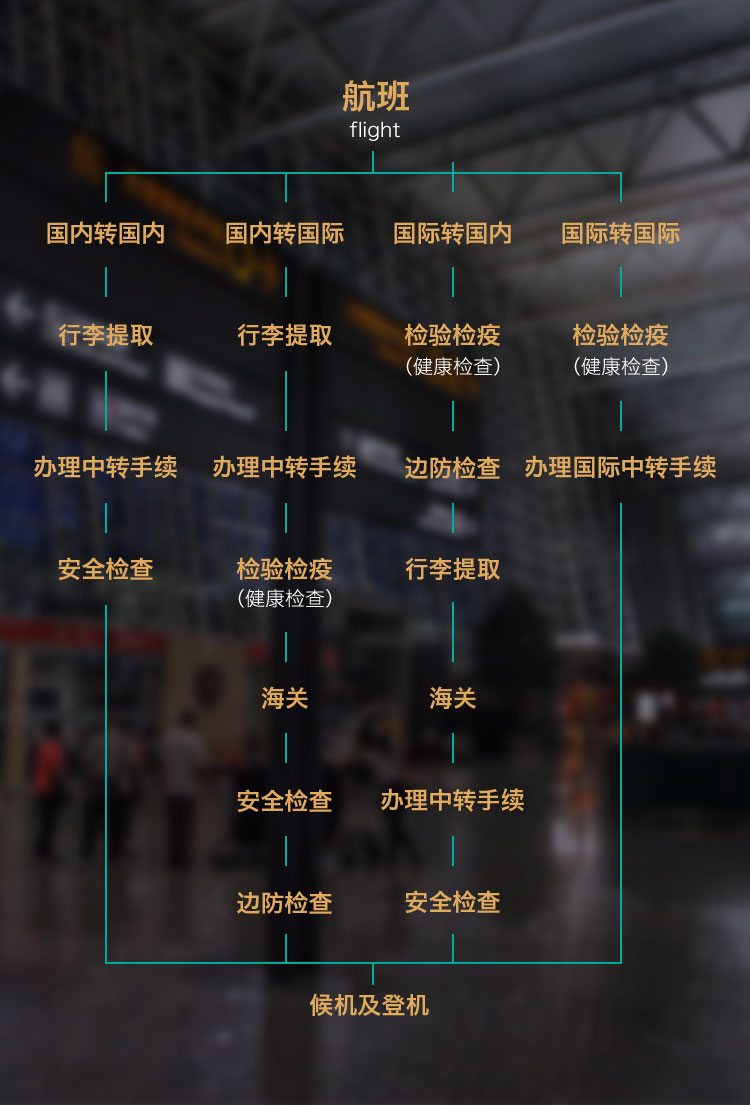 航班
flight
国内转国内
国内转国际
国际转国内
国际转国际
行李提取
行李提取
检验检疫
(健康检查)
检验检疫
(健康检查)
办理中转手续
办理中转手续
边防检查
办理国际中转手续
安全检查
检验检疫
(健康检查)
行李提取
海关
海关
安全检查
办理中转手续
边防检查
安全检查
候机及登机